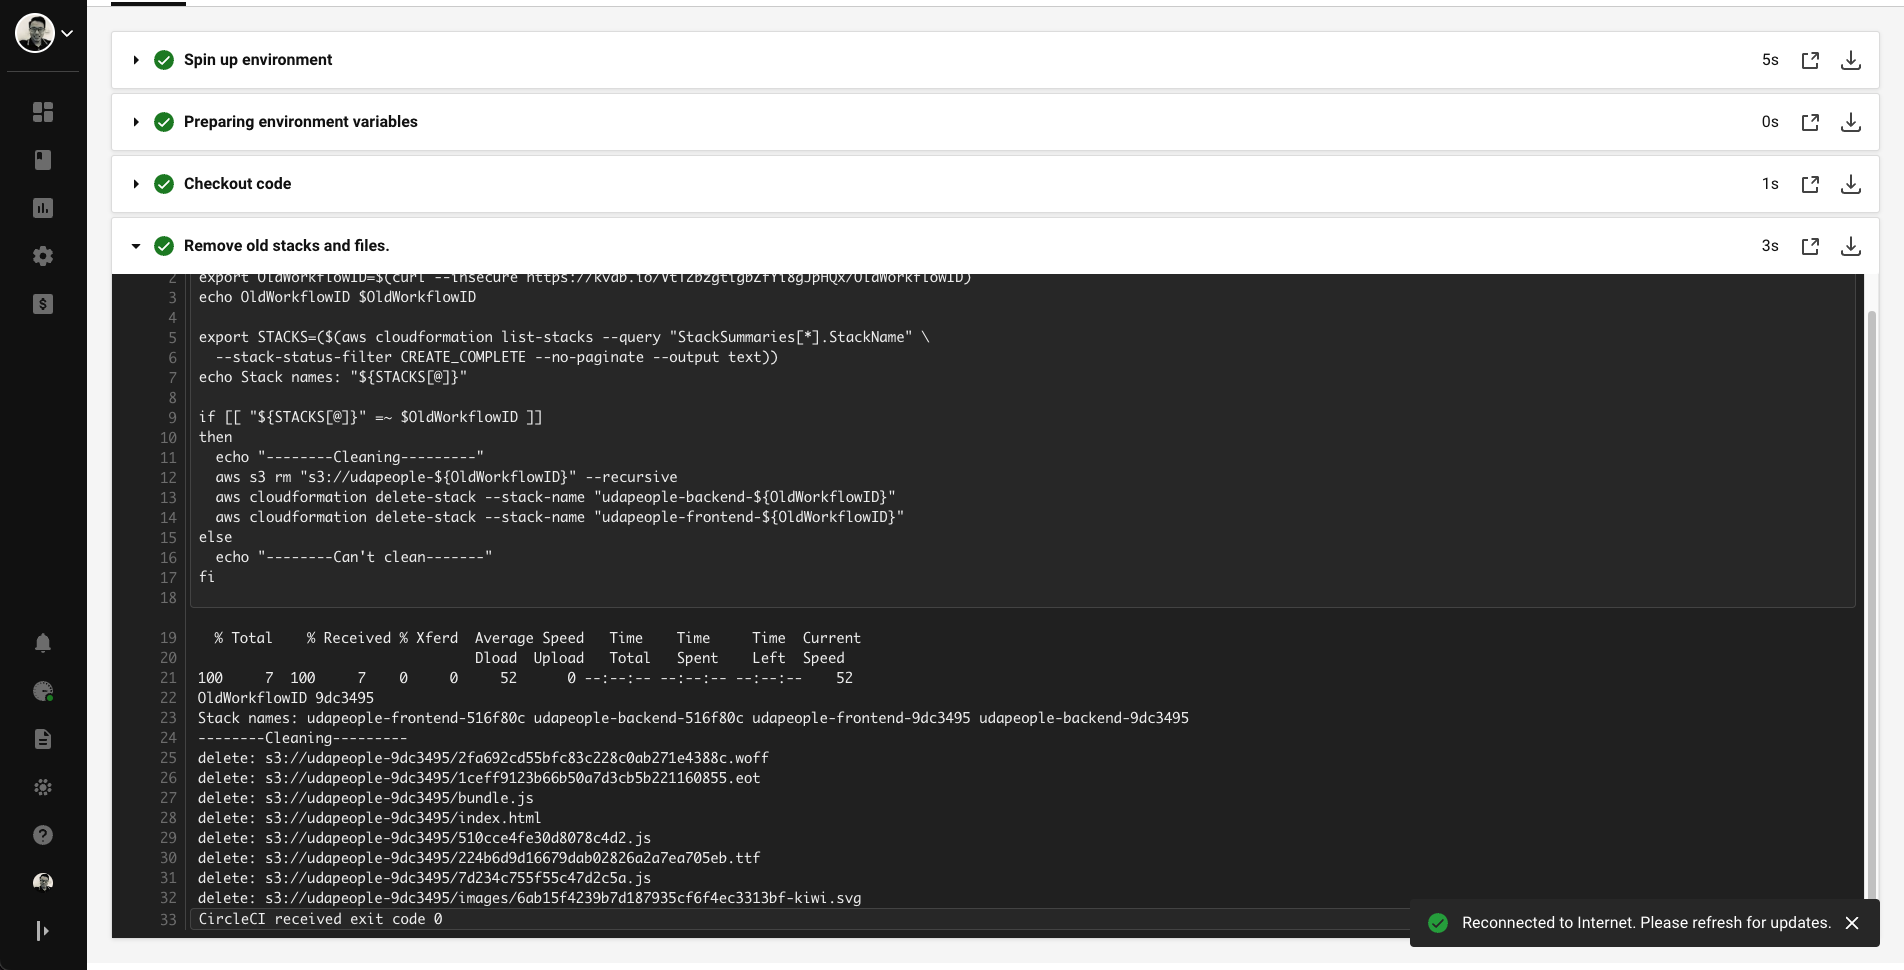 Spin up environment 5s
Preparing environment variables 0s
Checkout code 1s
Remove old stacks and files. 3s
2 export OldWorkflowID=$(curl --insecure
3 echo OldWorkflowID $OldWorkflowID
4
5 export STACKS=($(aws cloudformation list-stacks --query "StackSummaries[*].StackName" \
6 --stack-status-filter CREATE_COMPLETE --no-paginate --output text))
7 echo Stack names: "${STACKS[@]}"
8
9 if [[ "${STACKS[@]}" =~ $OldWorkflowID ]]
10 then
11 echo "--------Cleaning---------"
12 aws s3 rm "s3://udapeople-${OldWorkflowID}" --recursive
13 aws cloudformation delete-stack --stack-name "udapeople-backend-${OldWorkflowID}"
14 aws cloudformation delete-stack --stack-name "udapeople-frontend-${OldWorkflowID}"
15 else
16 echo "--------Can't clean-------"
17 fi
18
19 % Total % Received % Xferd Average Speed Time Time Time Current
20 Dload Upload Total Spent Left Speed
21 100 7 100 7 0 0 52 0 --:--:-- --:--:-- --:--:-- 52
22 OldWorkflowID 9dc3495
23 Stack names: udapeople-frontend-516f80c udapeople-backend-516f80c udapeople-frontend-9dc3495 udapeople-backend-9dc3495
24 --------Cleaning---------
25 delete: s3://udapeople-9dc3495/2fa692cd55bfc83c228c0ab271e4388c.woff
26 delete: s3://udapeople-9dc3495/1ceff9123b66b50a7d3cb5b221160855.eot
27 delete: s3://udapeople-9dc3495/bundle.js
28 delete: s3://udapeople-9dc3495/index.html
29 delete: s3://udapeople-9dc3495/510cce4fe30d8078c4d2.js
30 delete: s3://udapeople-9dc3495/224b6d9d16679dab02826a2a7ea705eb.ttf
31 delete: s3://udapeople-9dc3495/7d234c755f55c47d2c5a.js
32 delete: s3://udapeople-9dc3495/images/6ab15f4239b7d187935cf6f4ec3313bf-kiwi.svg
33 CircleCI received exit code 0
Reconnected to Internet. Please refresh for updates.